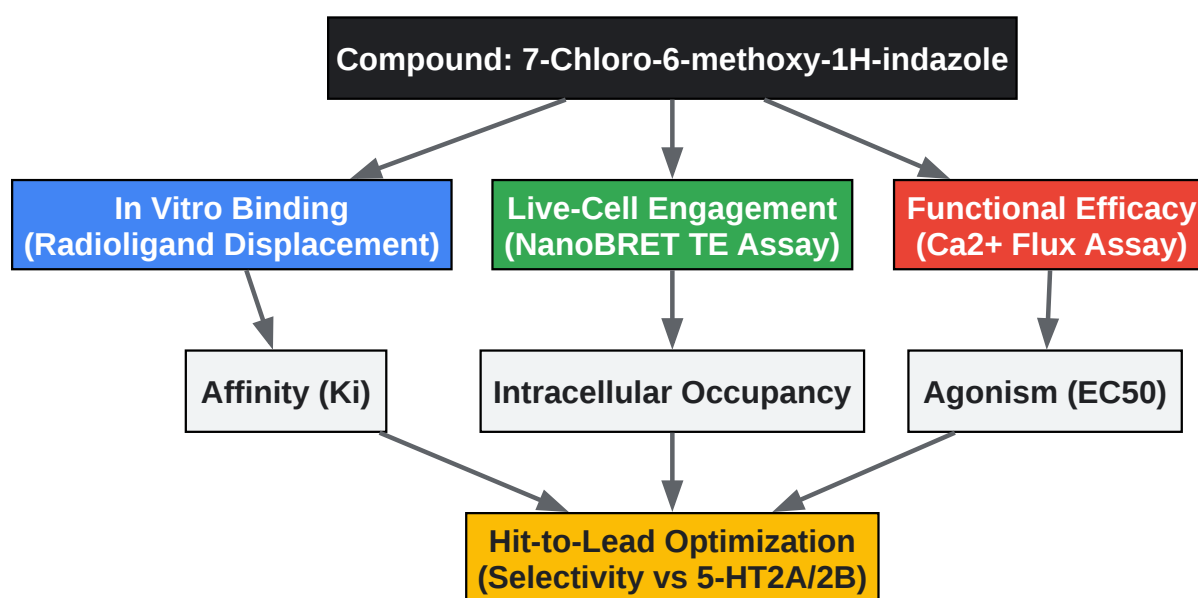 Compound: 7-Chloro-6-methoxy-1H-indazole
In Vitro Binding
(Radioligand Displacement)
Live-Cell Engagement
(NanoBRET TE Assay)
Functional Efficacy
(Ca2+ Flux Assay)
Affinity (Ki)
Intracellular Occupancy
Agonism (EC50)
Hit-to-Lead Optimization
(Selectivity vs 5-HT2A/2B)